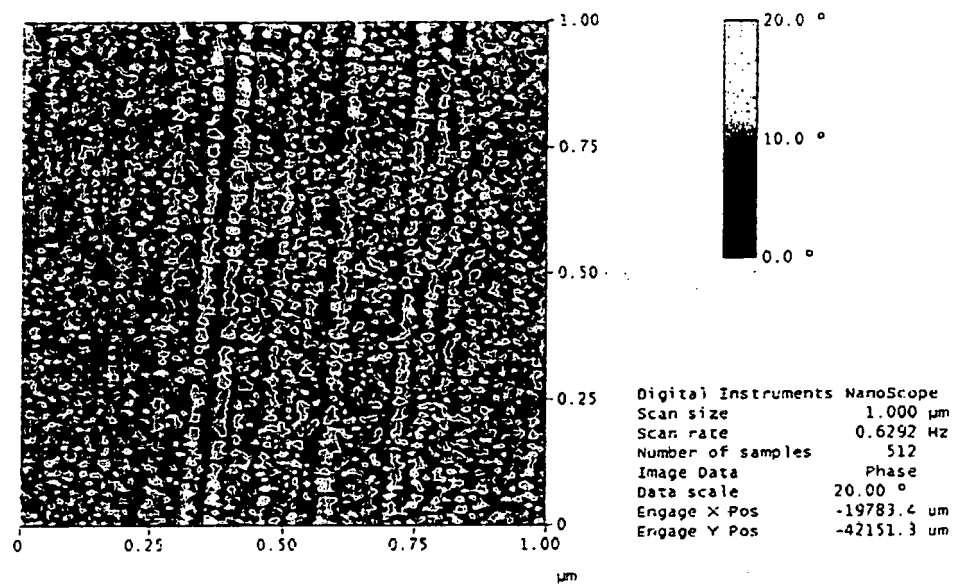 1.00
0.75
0.50
0.25
0
0 0.25 0.50 0.75 1.00
µm
20.0 °
10.0 °
0.0 °
Digital Instruments NanoScope
Scan size 1.000 µm
Scan rate 0.6292 Hz
Number of samples 512
Image Data Phase
Data scale 20.00 °
Engage X Pos -19783.4 um
Engage Y Pos -42151.3 um